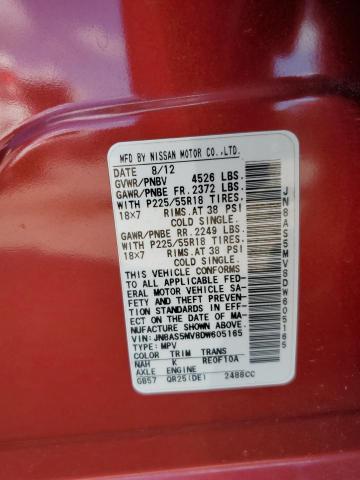 MFD BY NISSAN MOTOR CO.,LTD.
DATE 8/12
GVWR/PNBV 4526 LBS.
GAWR/PNBE FR. 2372 LBS.
WITH P225/55R18 TIRES.
18X7 RIMS. AT 38 PSI
COLD SINGLE.
GAWR/PNBE RR. 2249 LBS.
WITH P225/55R18 TIRES.
18X7 RIMS. AT 38 PSI
COLD SINGLE.
THIS VEHICLE CONFORMS
TO ALL APPLICABLE FED-
ERAL MOTOR VEHICLE SA-
FETY AND THEFT PREVENTION
STANDARDS IN EFF-
ECT ON THE DATE OF MA-
NUFACTURE SHOWN ABOVE.
VIN: JN8AS5MV8DW605165
TYPE: MPV
COLOR TRIM TRANS
NAH K RE0F10A
AXLE ENGINE
GB57 QR25(DE) 2488CC
JN8AS5MV8DW605165